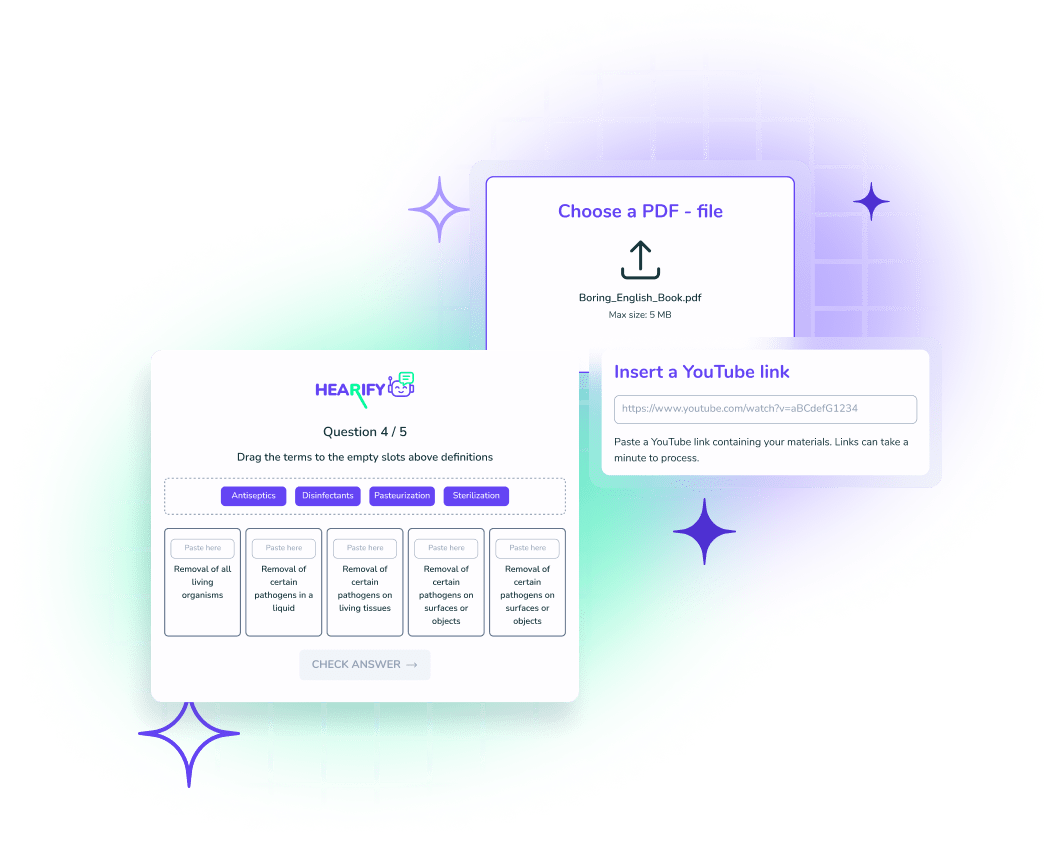 Choose a PDF - file
Boring_English_Book.pdf
Max size: 5 MB
Insert a YouTube link
https://www.youtube.com/watch?v=aBCdefG1234
Paste a YouTube link containing your materials. Links can take a
minute to process.
HEARIFY
Question 4 / 5
Drag the terms to the empty slots above definitions
Antiseptics Disinfectants Pasteurization Sterilization
Paste here
Removal of all
living
organisms
Paste here
Removal of
certain
pathogens in a
liquid
Paste here
Removal of
certain
pathogens on
living tissues
Paste here
Removal of
certain
pathogens on
surfaces or
objects
Paste here
Removal of
certain
pathogens on
surfaces or
objects
CHECK ANSWER →